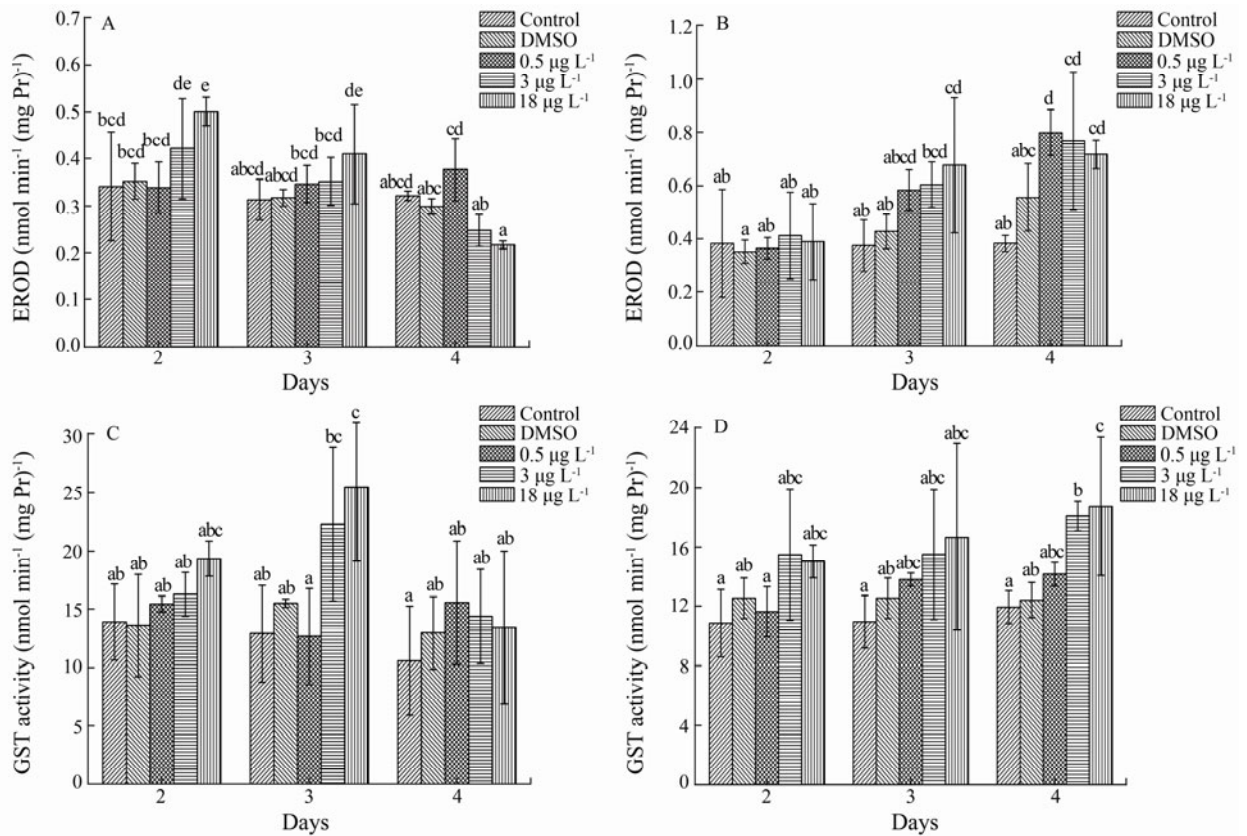 A
Control
DMSO
0.5 μg L⁻¹
3 μg L⁻¹
18 μg L⁻¹
EROD (nmol min⁻¹ (mg Pr)⁻¹)
0.7
0.6
0.5
0.4
0.3
0.2
0.1
0.0
bcd bcd bcd de e
abcd abcd bcd bcd de
abcd abc cd ab a
2 3 4
Days
B
Control
DMSO
0.5 μg L⁻¹
3 μg L⁻¹
18 μg L⁻¹
EROD (nmol min⁻¹ (mg Pr)⁻¹)
1.2
1.0
0.8
0.6
0.4
0.2
0.0
ab a ab ab ab
ab ab abcd bcd cd
ab abc d cd cd
2 3 4
Days
C
Control
DMSO
0.5 μg L⁻¹
3 μg L⁻¹
18 μg L⁻¹
GST activity (nmol min⁻¹ (mg Pr)⁻¹)
30
25
20
15
10
5
0
ab ab ab ab abc
ab ab a bc c
a ab ab ab ab
2 3 4
Days
D
Control
DMSO
0.5 μg L⁻¹
3 μg L⁻¹
18 μg L⁻¹
GST activity (nmol min⁻¹ (mg Pr)⁻¹)
24
20
16
12
8
4
0
a ab a abc abc
a ab abc abc abc
a ab abc b c
2 3 4
Days